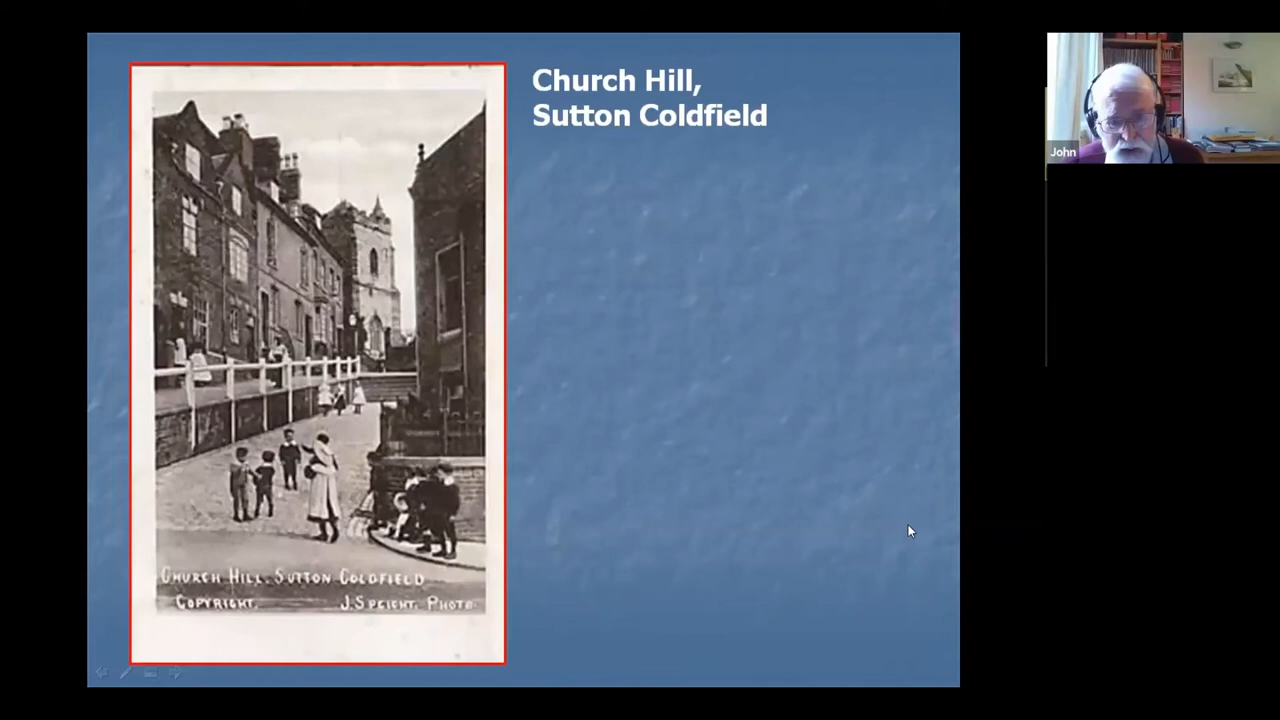 Church Hill,
Sutton Coldfield
CHURCH HILL. SUTTON COLDFIELD
COPYRIGHT. J. SPEIGHT. PHOTO.
John